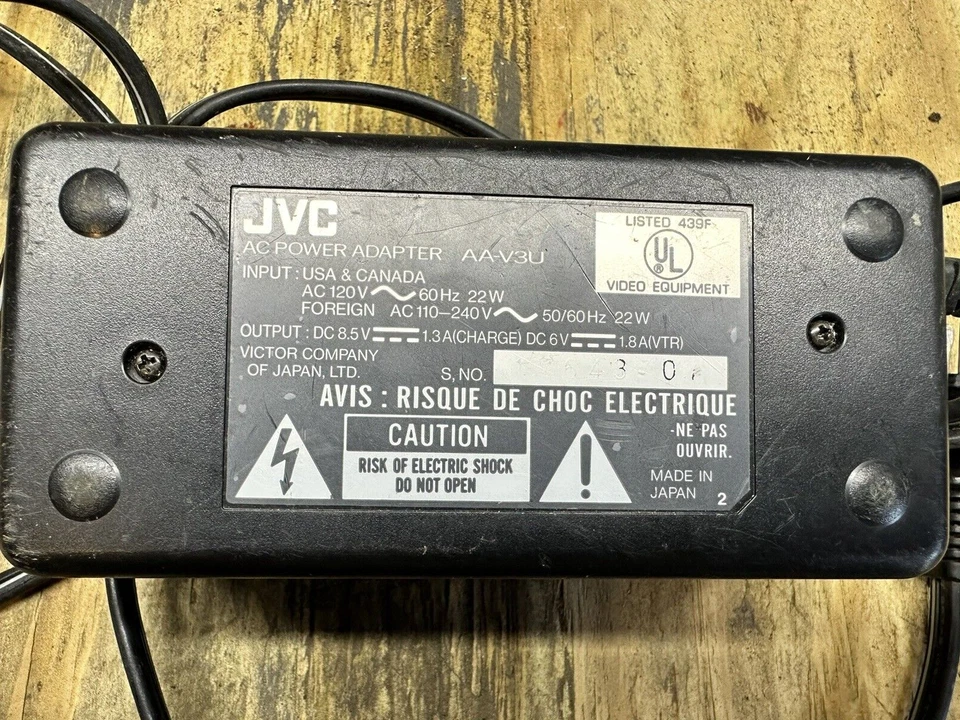 JVC
AC POWER ADAPTER AA-V3U
LISTED 439F
UL
®
VIDEO EQUIPMENT
INPUT : USA & CANADA
AC 120V 60Hz 22W
FOREIGN AC 110–240V 50/60Hz 22W
OUTPUT : DC 8.5V 1.3A(CHARGE) DC 6V 1.8A(VTR)
VICTOR COMPANY
OF JAPAN, LTD.
S, NO.
AVIS : RISQUE DE CHOC ELECTRIQUE
-NE PAS
OUVRIR.
CAUTION
RISK OF ELECTRIC SHOCK
DO NOT OPEN
!
MADE IN
JAPAN 2